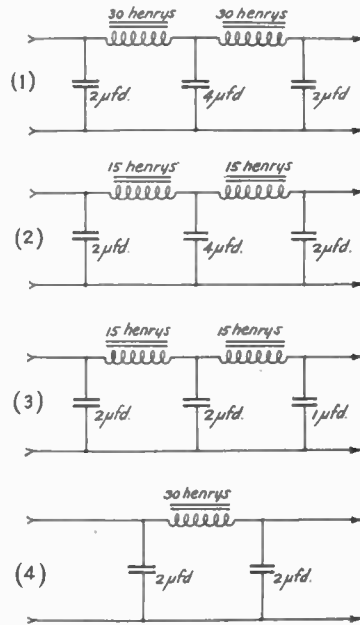 30 henrys 30 henrys
(1) 2µfd. 4µfd. 2µfd.
15 henrys 15 henrys
(2) 2µfd. 4µfd. 2µfd.
15 henrys 15 henrys
(3) 2µfd. 2µfd. 1µfd.
30 henrys
(4) 2µfd. 2µfd.